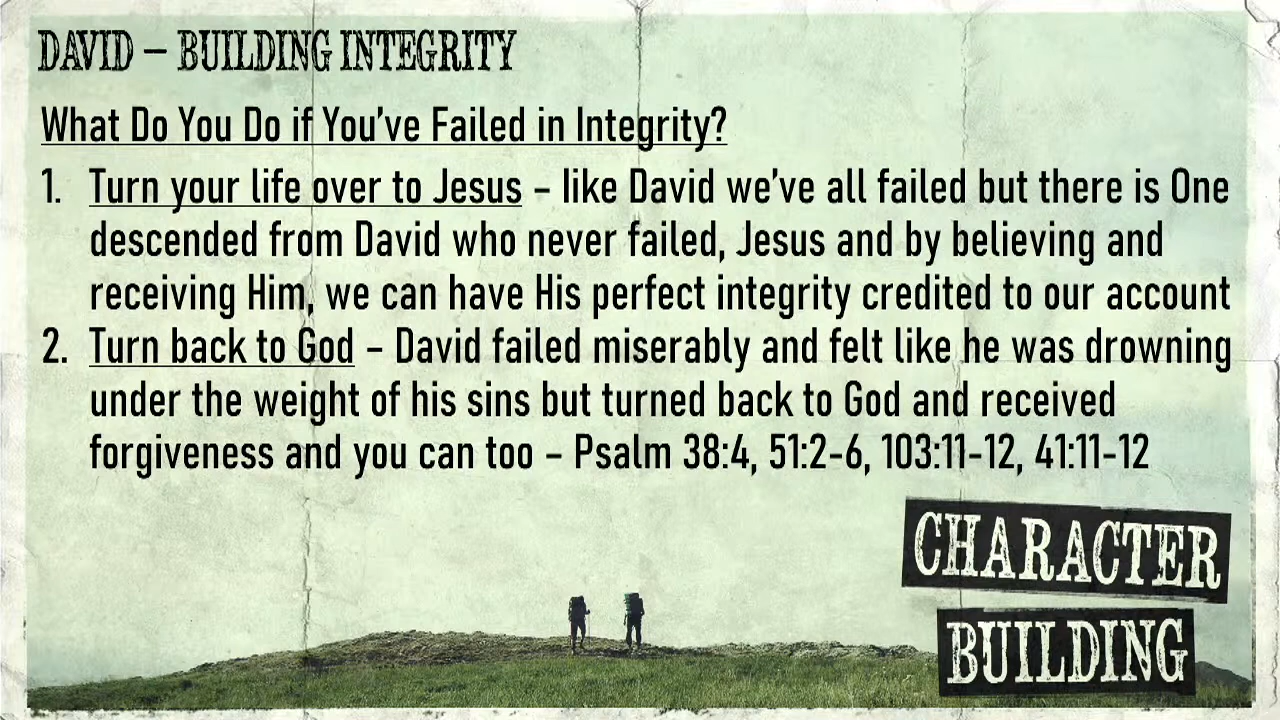 DAVID – BUILDING INTEGRITY
What Do You Do if You’ve Failed in Integrity?
1. Turn your life over to Jesus – like David we’ve all failed but there is One
descended from David who never failed, Jesus and by believing and
receiving Him, we can have His perfect integrity credited to our account
2. Turn back to God – David failed miserably and felt like he was drowning
under the weight of his sins but turned back to God and received
forgiveness and you can too – Psalm 38:4, 51:2-6, 103:11-12, 41:11-12
CHARACTER
BUILDING